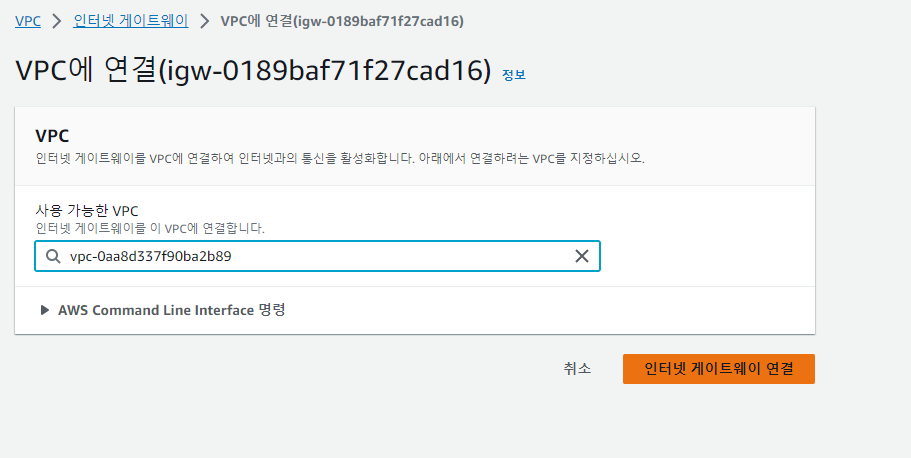 VPC > 인터넷 게이트웨이 > VPC에 연결(igw-0189baf71f27cad16)
VPC에 연결(igw-0189baf71f27cad16) 정보
VPC
인터넷 게이트웨이를 VPC에 연결하여 인터넷과의 통신을 활성화합니다. 아래에서 연결하려는 VPC를 지정하십시오.
사용 가능한 VPC
인터넷 게이트웨이를 이 VPC에 연결합니다.
vpc-0aa8d337f90ba2b89
AWS Command Line Interface 명령
취소 인터넷 게이트웨이 연결